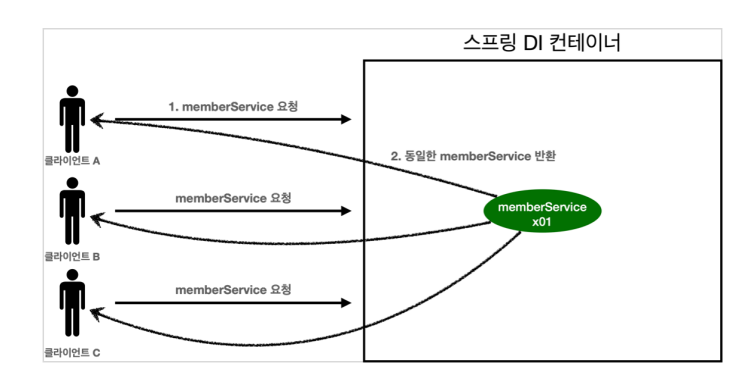 스프링 DI 컨테이너
1. memberService 요청
클라이언트 A
2. 동일한 memberService 반환
memberService 요청
memberService
x01
클라이언트 B
memberService 요청
클라이언트 C